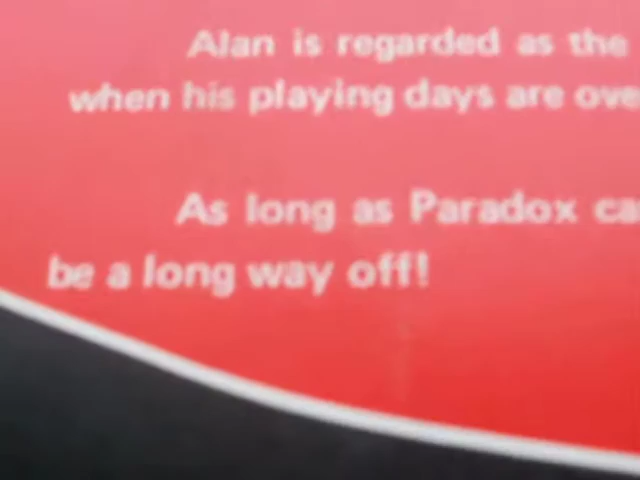 Alan is regarded as the
when his playing days are ove
As long as Paradox ca
be a long way off!